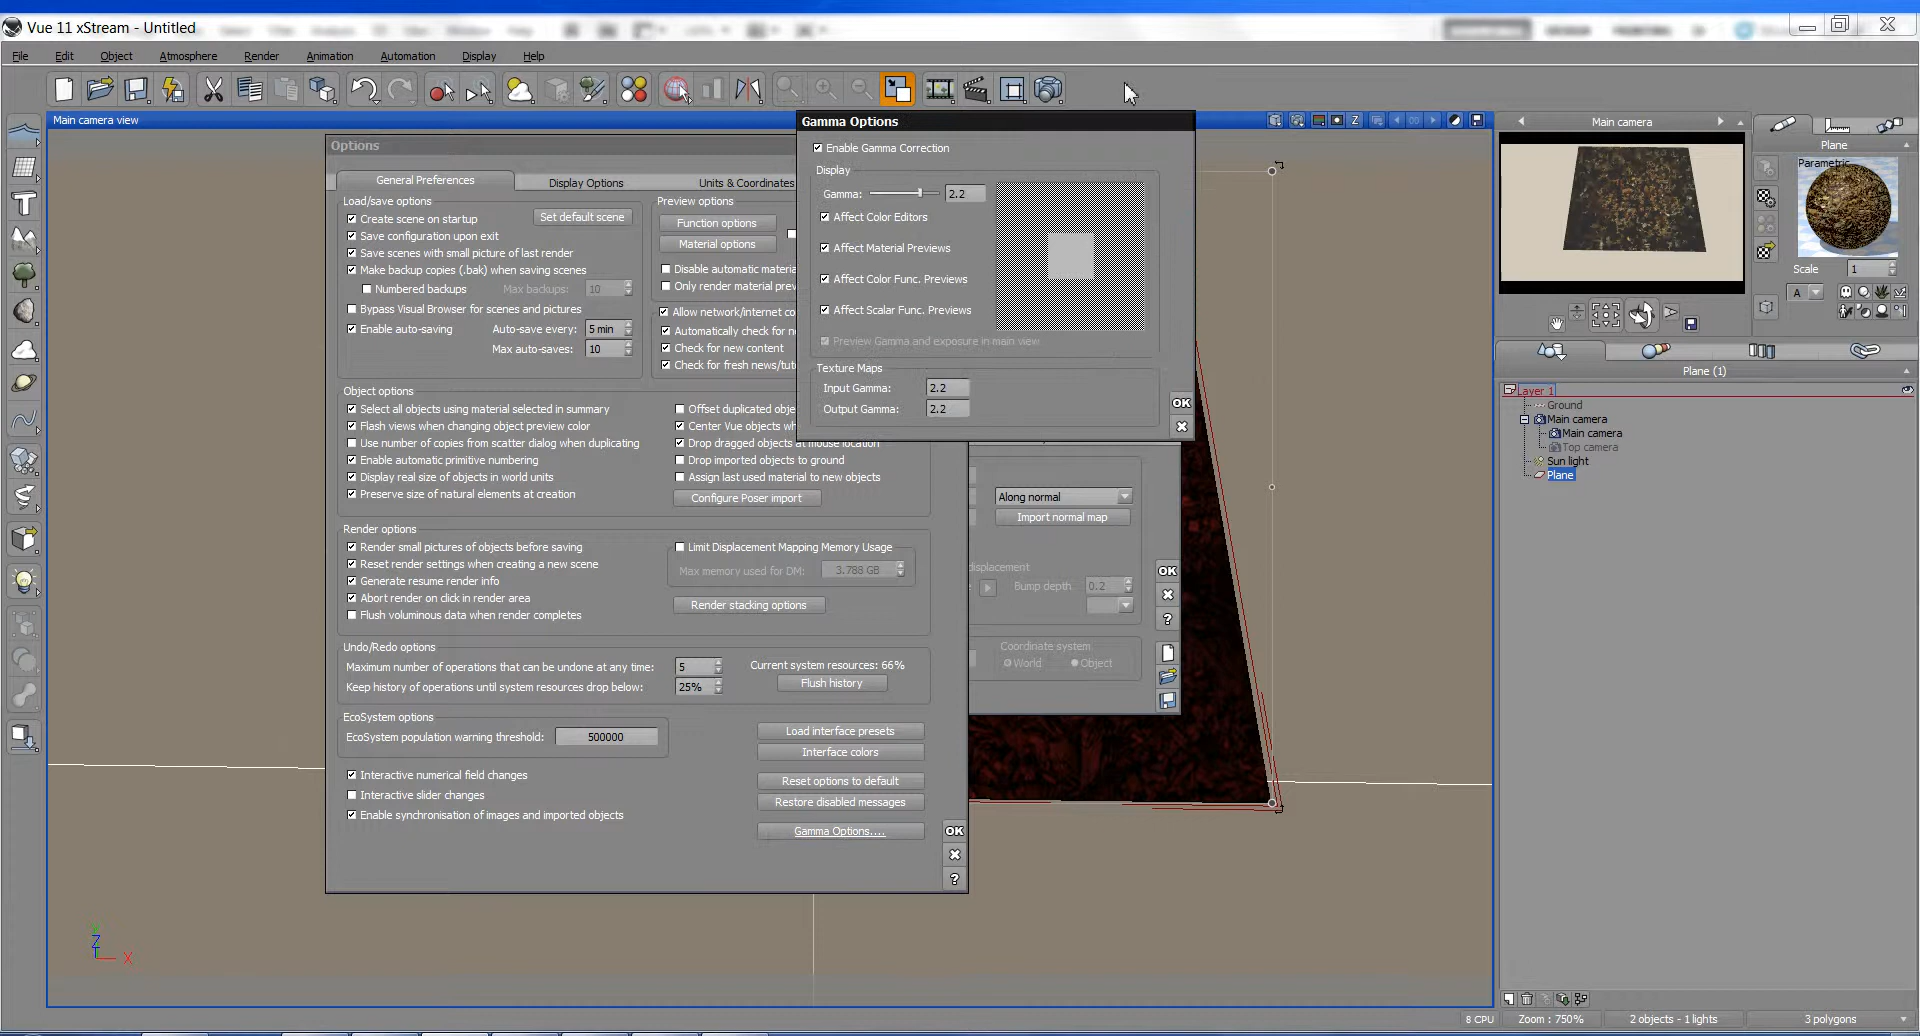 Vue 11 xStream - Untitled
File Edit Object Atmosphere Render Animation Automation Display Help
Main camera view
Z
Options
General Preferences
Display Options
Units & Coordinates
Load/save options
Create scene on startup
Set default scene
Save configuration upon exit
Save scenes with small picture of last render
Make backup copies (.bak) when saving scenes
Numbered backups
Max backups: 10
Bypass Visual Browser for scenes and pictures
Enable auto-saving
Auto-save every: 5 min
Max auto-saves: 10
Preview options
Function options
Material options
Disable automatic materia
Only render material prev
Allow network/internet co
Automatically check for ne
Check for new content
Check for fresh news/tuto
Object options
Select all objects using material selected in summary
Flash views when changing object preview color
Use number of copies from scatter dialog when duplicating
Enable automatic primitive numbering
Display real size of objects in world units
Preserve size of natural elements at creation
Offset duplicated obje
Center Vue objects wh
Drop dragged objects at mouse location
Drop imported objects to ground
Assign last used material to new objects
Configure Poser import
Render options
Render small pictures of objects before saving
Reset render settings when creating a new scene
Generate resume render info
Abort render on click in render area
Flush voluminous data when render completes
Limit Displacement Mapping Memory Usage
Max memory used for DM: 3.788 GB
Render stacking options
Undo/Redo options
Maximum number of operations that can be undone at any time: 5
Keep history of operations until system resources drop below: 25%
Current system resources: 66%
Flush history
EcoSystem options
EcoSystem population warning threshold: 500000
Interactive numerical field changes
Interactive slider changes
Enable synchronisation of images and imported objects
Load interface presets
Interface colors
Reset options to default
Restore disabled messages
Gamma Options....
OK
?
Gamma Options
Enable Gamma Correction
Display
Gamma: 2.2
Affect Color Editors
Affect Material Previews
Affect Color Func. Previews
Affect Scalar Func. Previews
Preview Gamma and exposure in main view
Texture Maps
Input Gamma: 2.2
Output Gamma: 2.2
OK
Along normal
Import normal map
displacement
Bump depth 0.2
OK
?
Coordinate system
World Object
Z
X
Main camera
Plane
Parametric
Scale 1
A
Plane (1)
Layer 1
Ground
Main camera
Main camera
Top camera
Sun light
Plane
8 CPU Zoom : 750% 2 objects - 1 lights 3 polygons